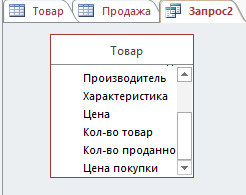 Товар Продажа Запрос2
Товар
Производитель
Характеристика
Цена
Кол-во товар
Кол-во проданно
Цена покупки